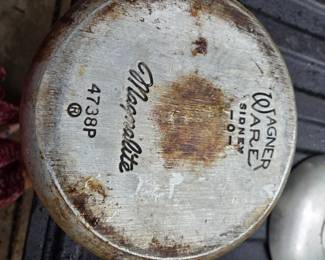 WAGNER
WARE
SIDNEY
-O-
Magnalite
4738P
®